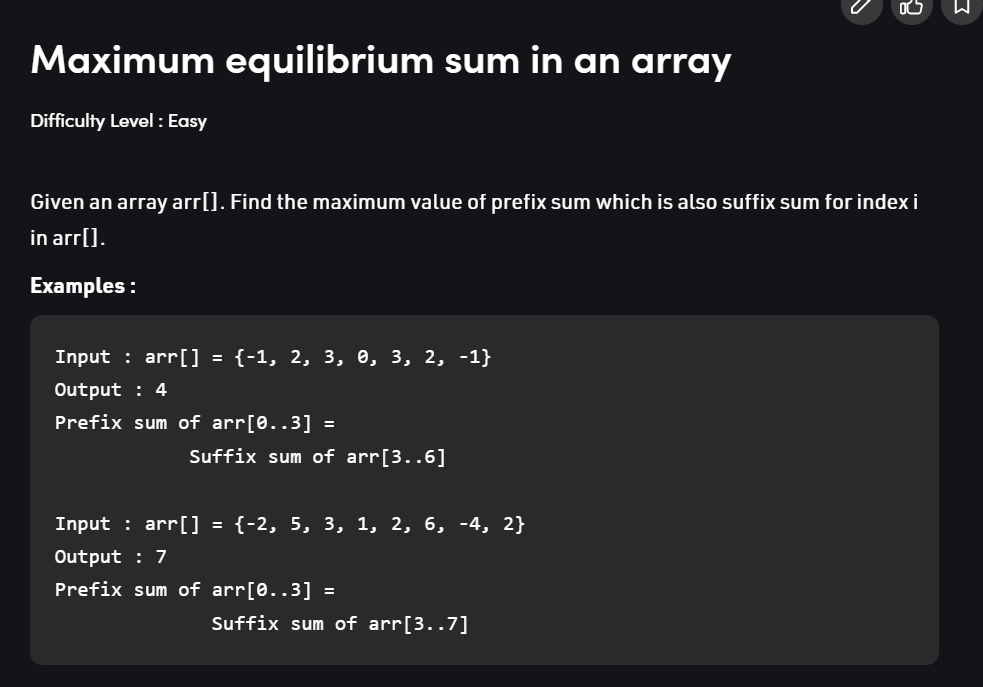 Maximum equilibrium sum in an array
Difficulty Level : Easy
Given an array arr[]. Find the maximum value of prefix sum which is also suffix sum for index i
in arr[].
Examples :
Input : arr[] = {-1, 2, 3, 0, 3, 2, -1}
Output : 4
Prefix sum of arr[0..3] =
Suffix sum of arr[3..6]
Input : arr[] = {-2, 5, 3, 1, 2, 6, -4, 2}
Output : 7
Prefix sum of arr[0..3] =
Suffix sum of arr[3..7]